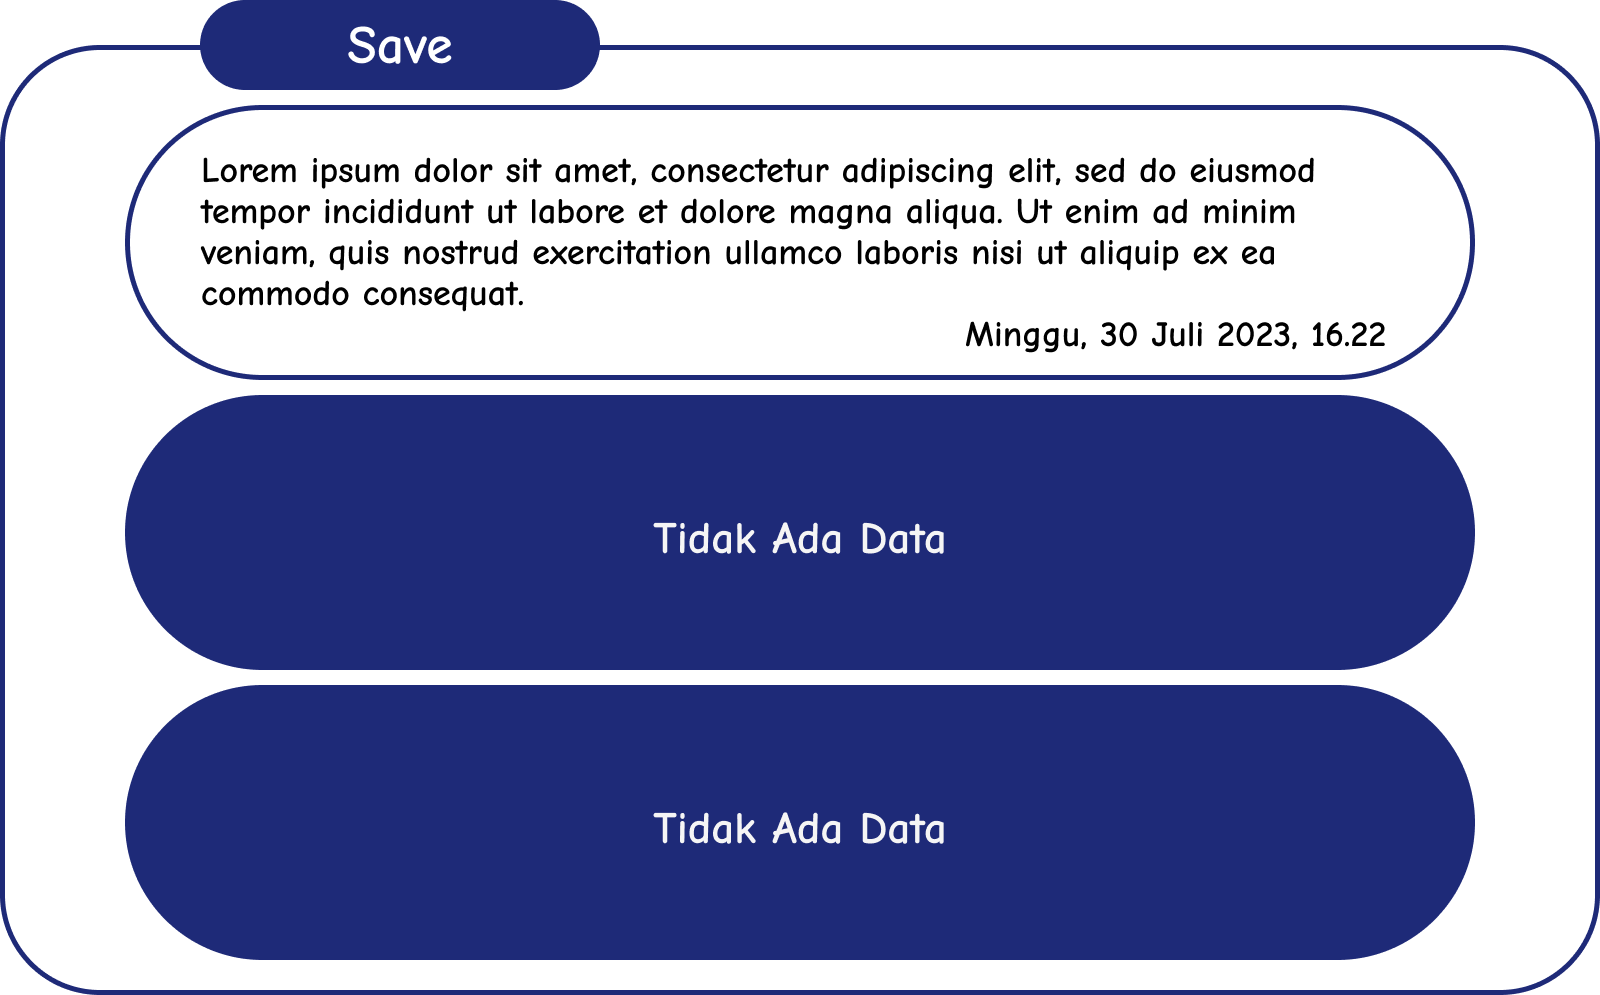 Save
Lorem ipsum dolor sit amet, consectetur adipiscing elit, sed do eiusmod
tempor incididunt ut labore et dolore magna aliqua. Ut enim ad minim
veniam, quis nostrud exercitation ullamco laboris nisi ut aliquip ex ea
commodo consequat.
Minggu, 30 Juli 2023, 16.22
Tidak Ada Data
Tidak Ada Data